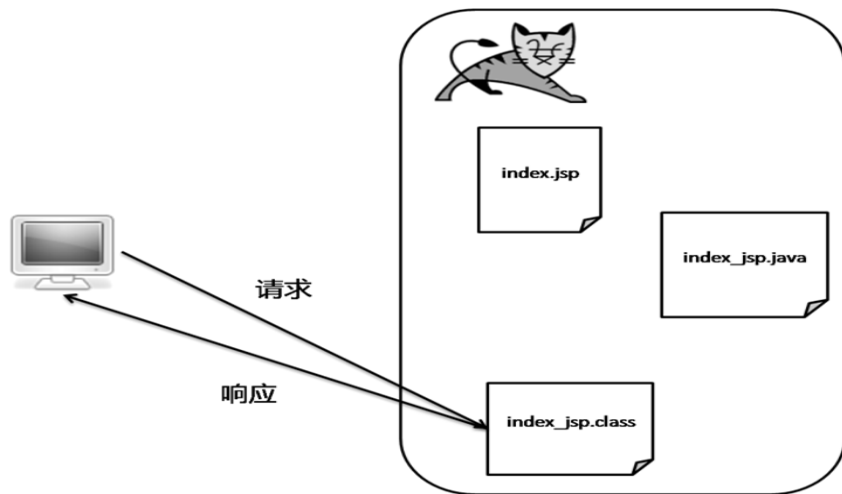 index.jsp
index_jsp.java
请求
响应
index_jsp.class